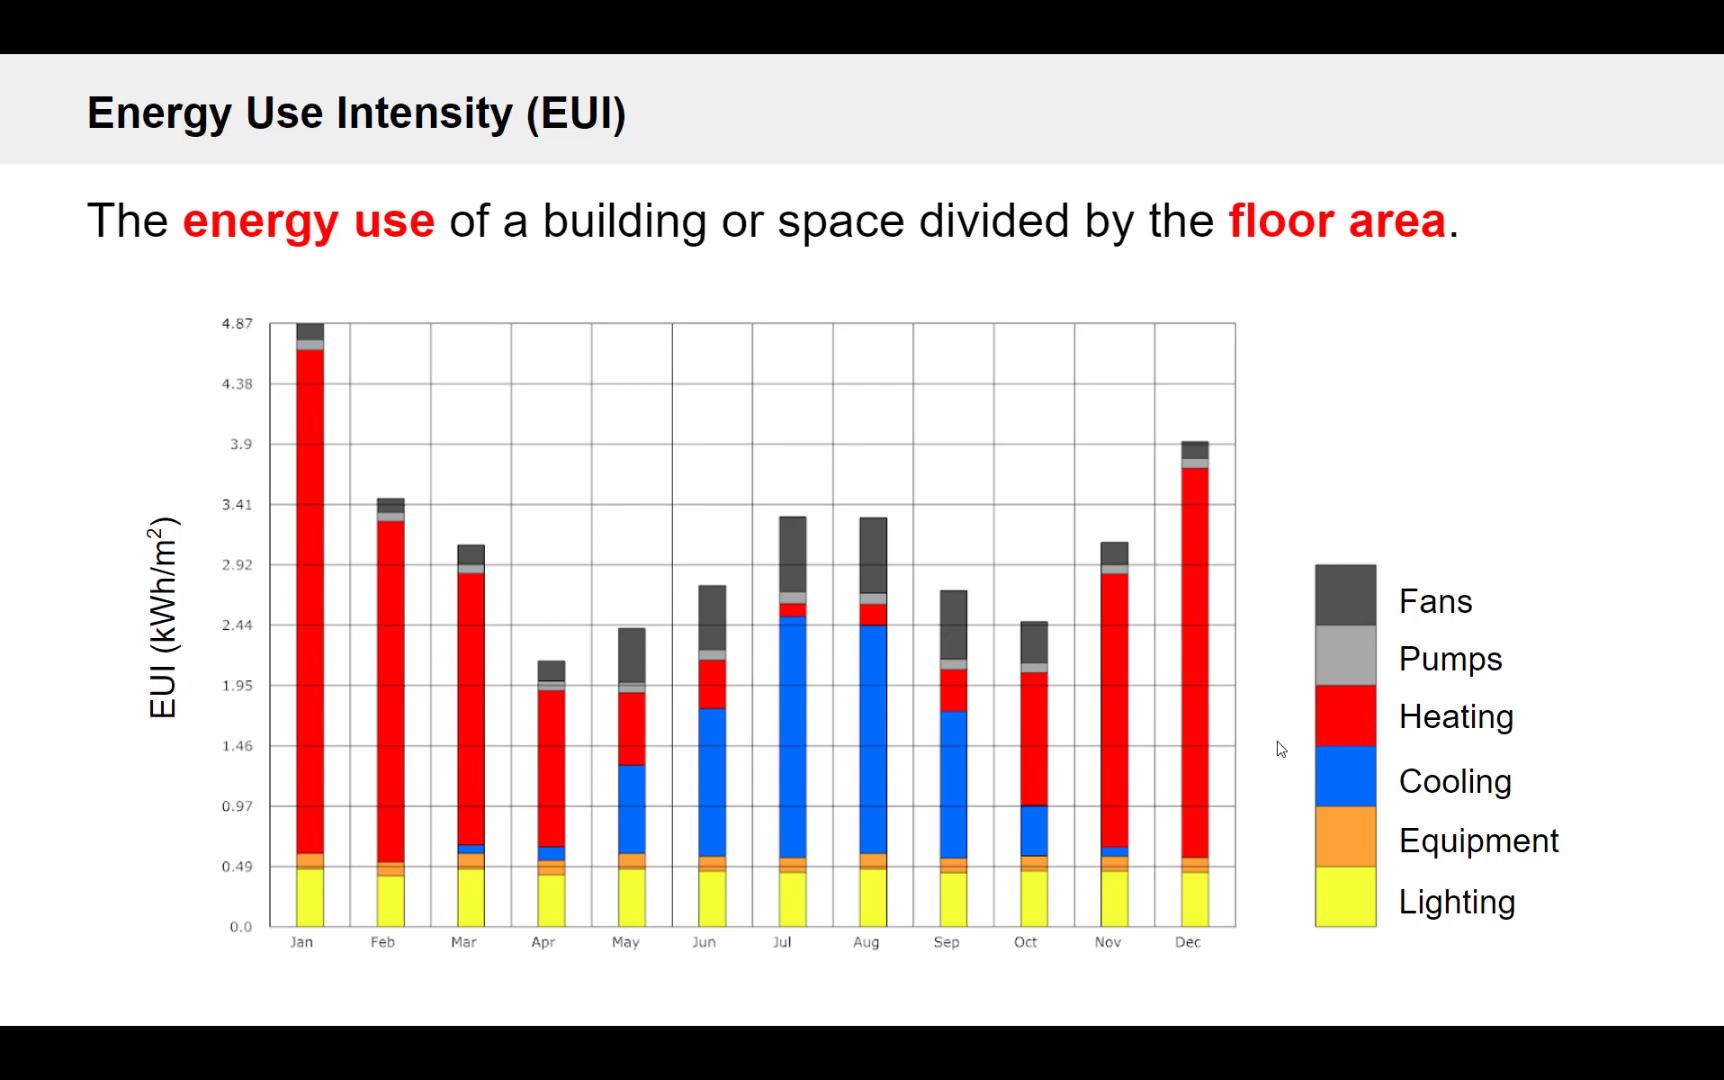 Energy Use Intensity (EUI)
The energy use of a building or space divided by the floor area.
EUI (kWh/m²)
4.87
4.38
3.9
3.41
2.92
2.44
1.95
1.46
0.97
0.49
0.0
Jan Feb Mar Apr May Jun Jul Aug Sep Oct Nov Dec
Fans
Pumps
Heating
Cooling
Equipment
Lighting